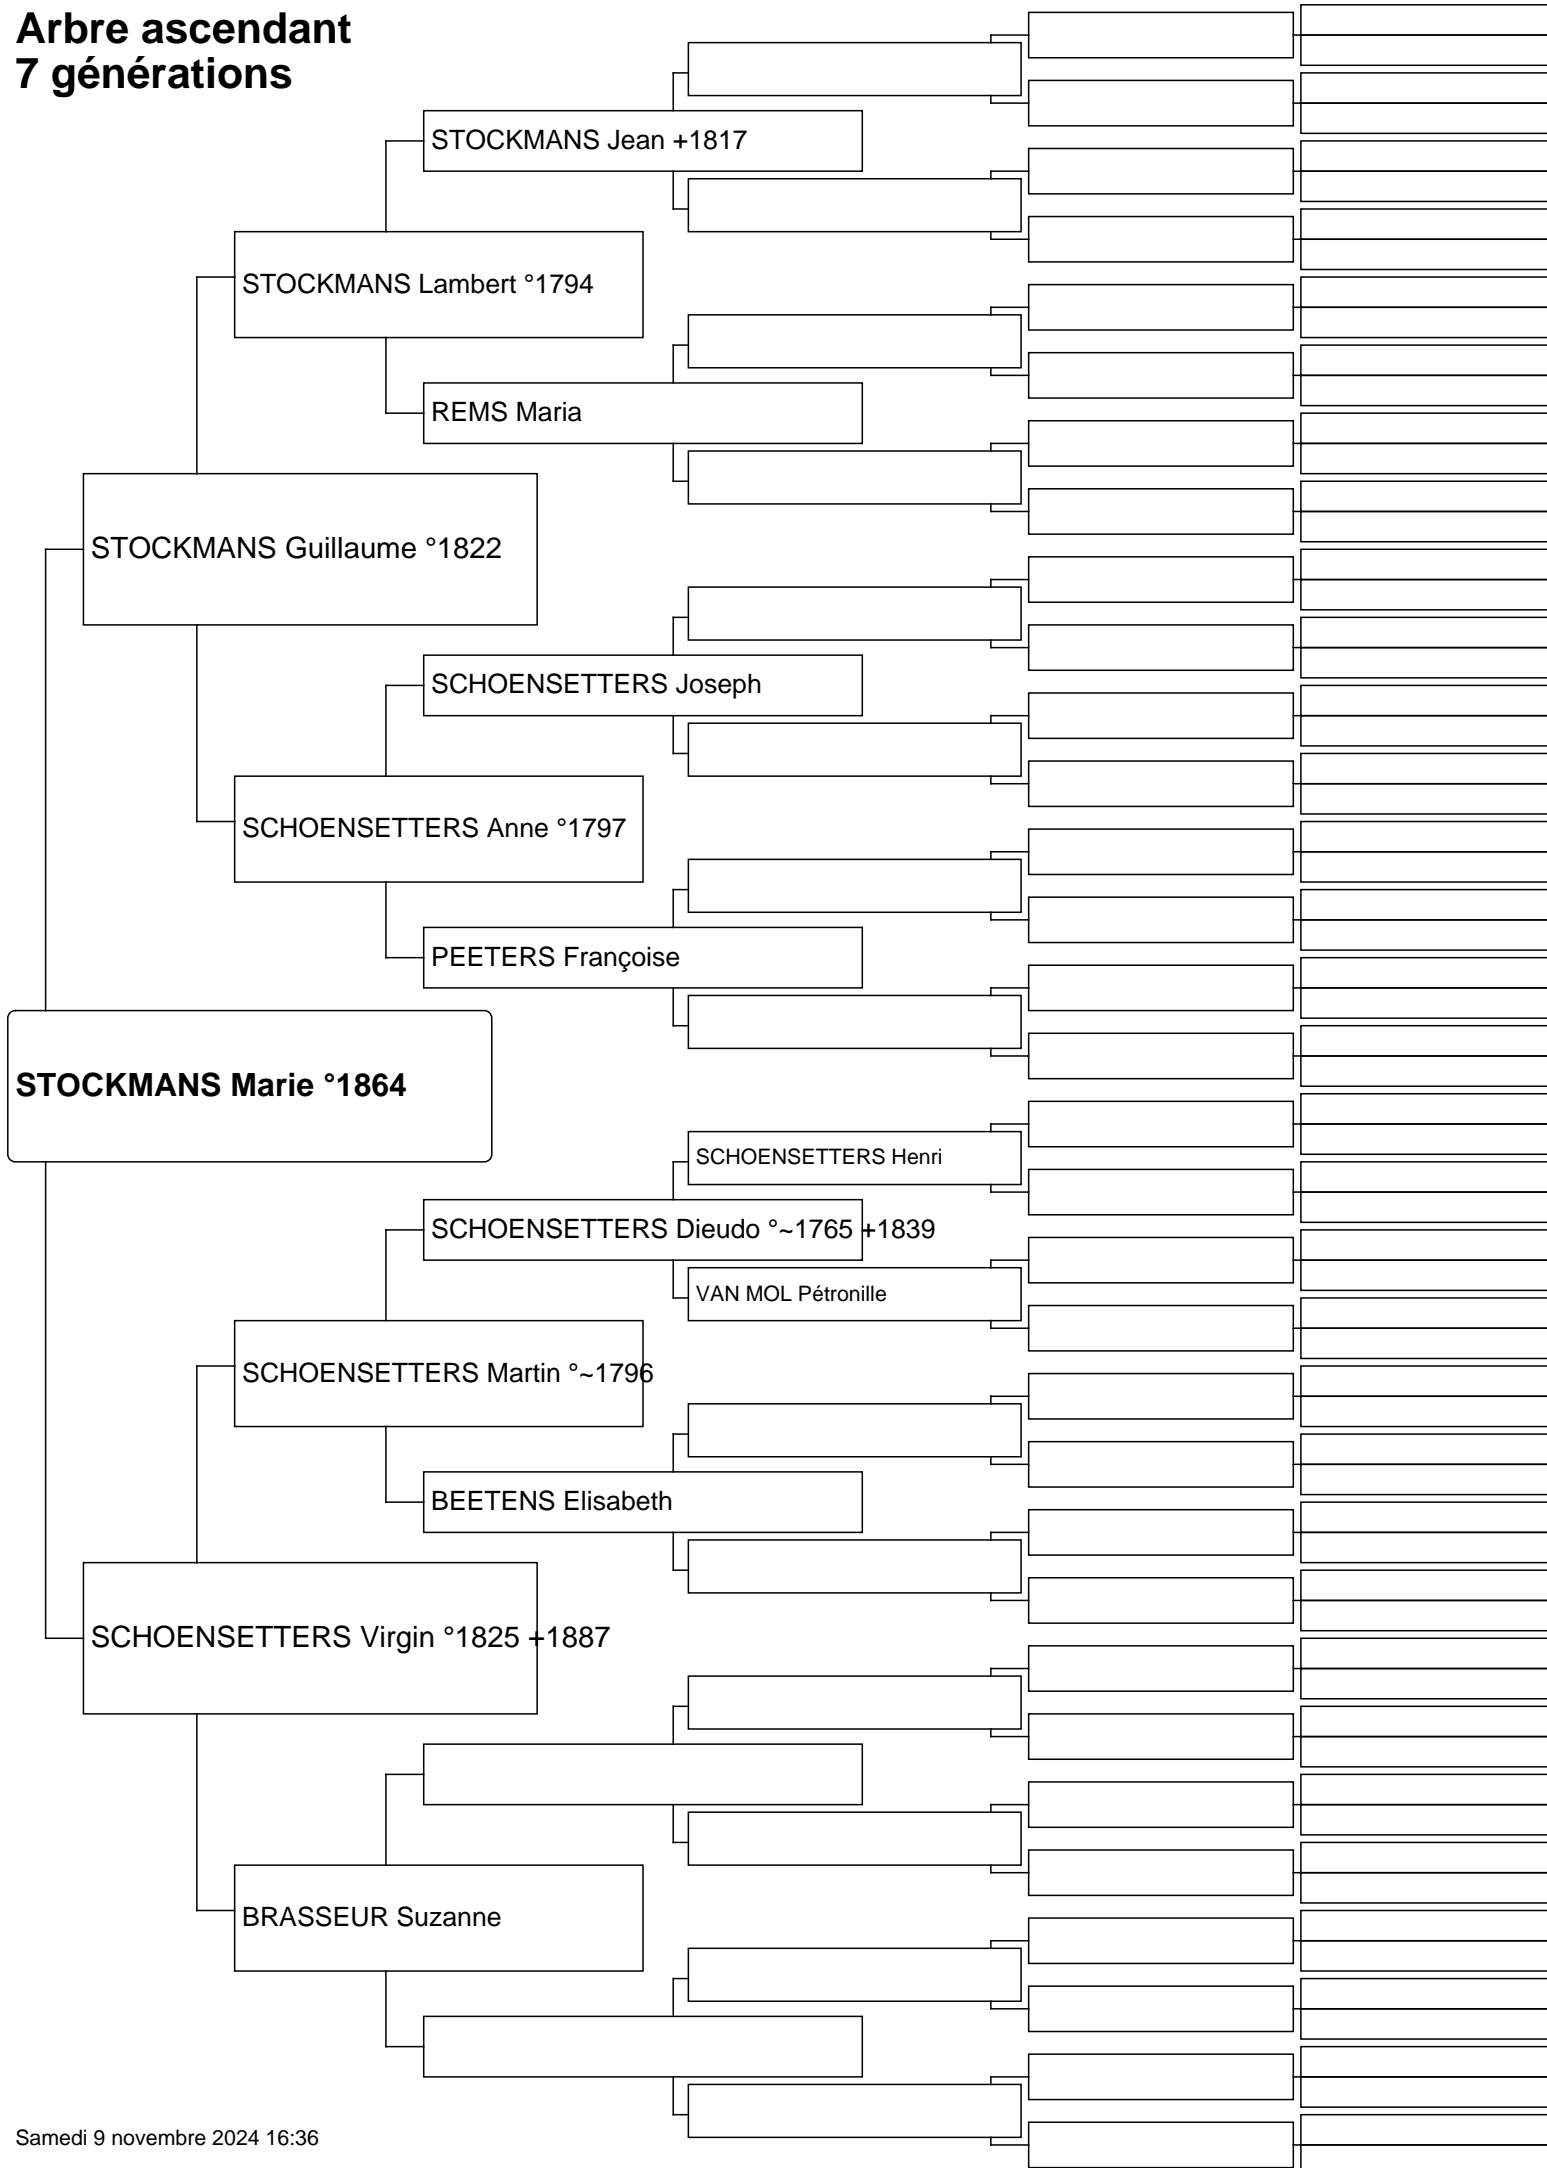 Arbre ascendant
7 générations
STOCKMANS Jean +1817
STOCKMANS Lambert °1794
REMS Maria
STOCKMANS Guillaume °1822
SCHOENSETTERS Joseph
SCHOENSETTERS Anne °1797
PEETERS Françoise
STOCKMANS Marie °1864
SCHOENSETTERS Henri
SCHOENSETTERS Dieudo °~1765 +1839
VAN MOL Pétronille
SCHOENSETTERS Martin °~1796
BEETENS Elisabeth
SCHOENSETTERS Virgin °1825 +1887
BRASSEUR Suzanne
Samedi 9 novembre 2024 16:36